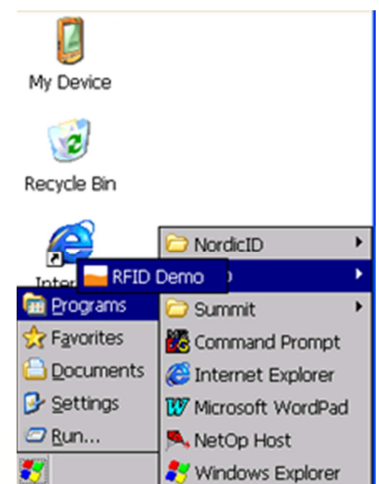 My Device
Recycle Bin
Inter
NordicID
RFID Demo
Programs
Summit
Favorites
Command Prompt
Documents
Internet Explorer
Settings
Microsoft WordPad
Run...
NetOp Host
Windows Explorer